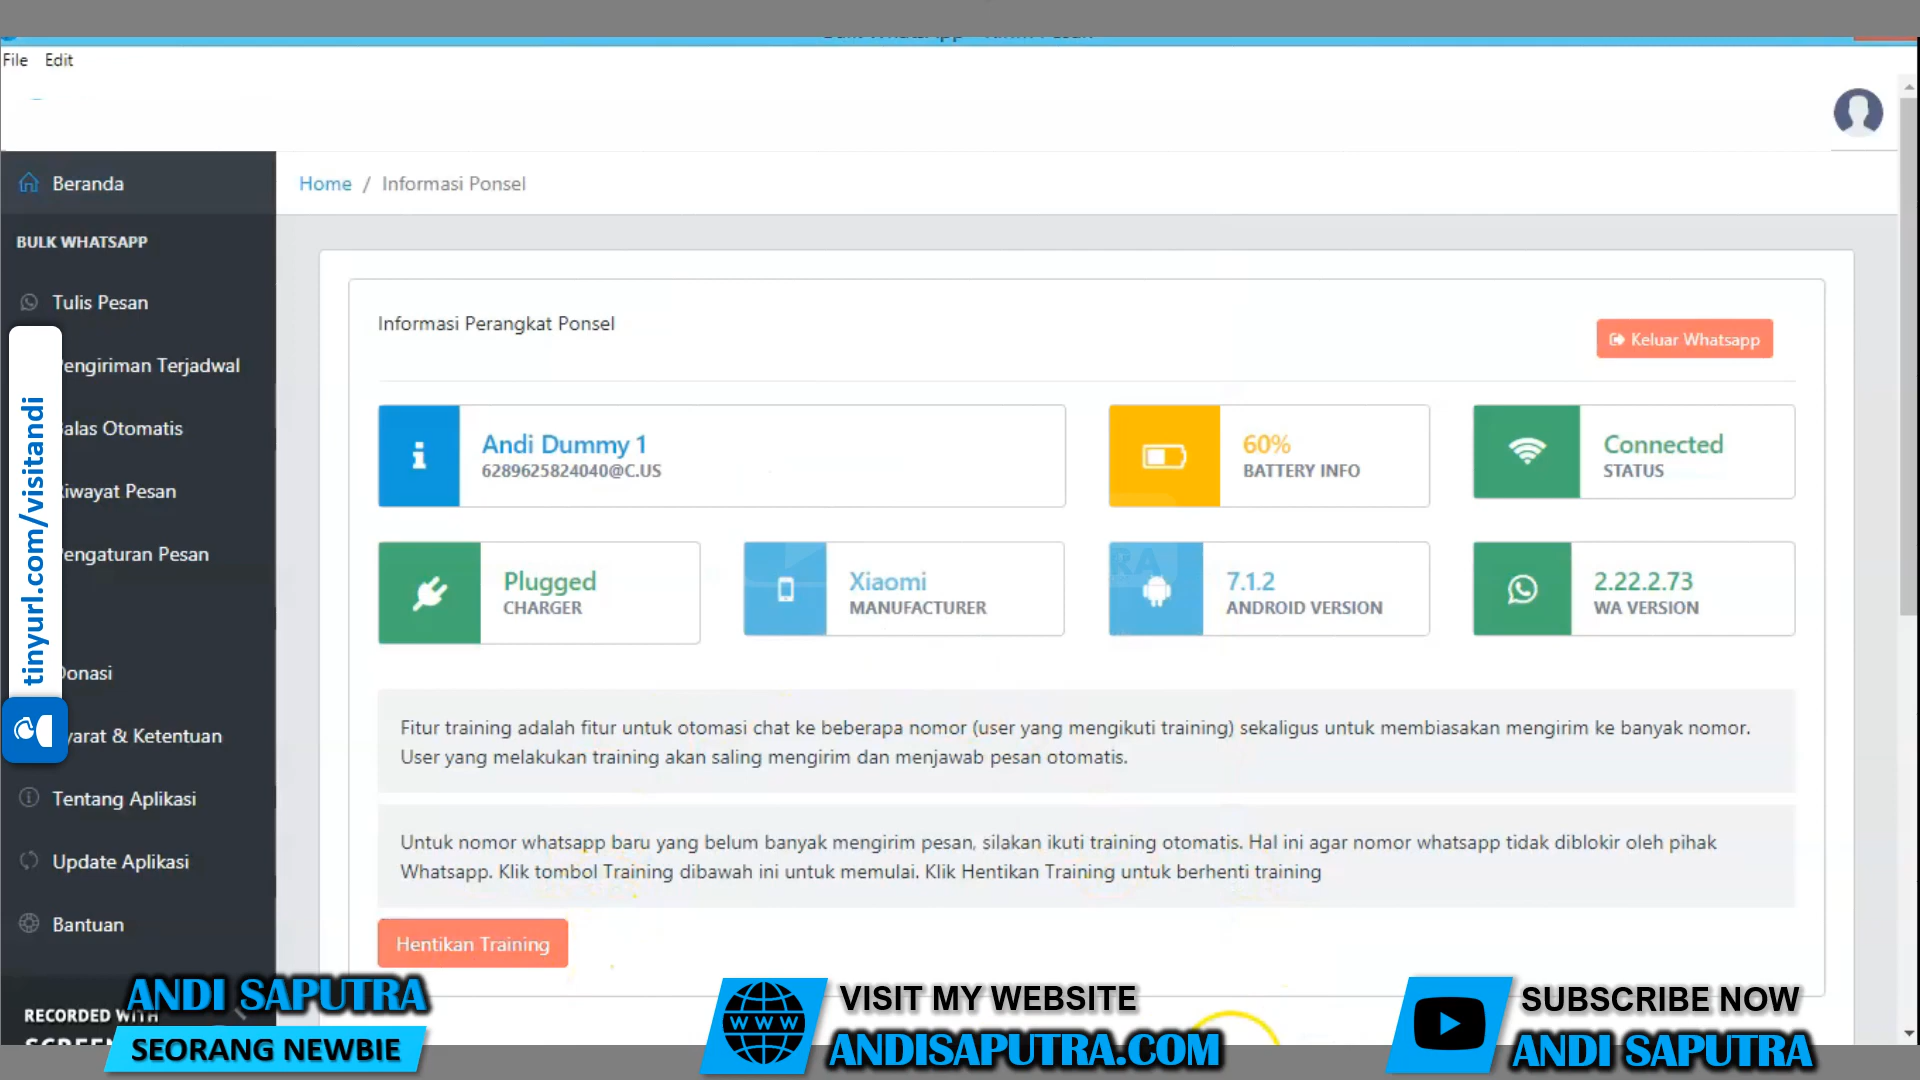 File Edit
Beranda
Home / Informasi Ponsel
BULK WHATSAPP
Tulis Pesan
engiriman Terjadwal
alas Otomatis
iwayat Pesan
engaturan Pesan
Donasi
yarat & Ketentuan
Tentang Aplikasi
Update Aplikasi
Bantuan
tinyurl.com/visitandi
Informasi Perangkat Ponsel
Keluar Whatsapp
Andi Dummy 1
6289625824040@C.US
60%
BATTERY INFO
Connected
STATUS
Plugged
CHARGER
Xiaomi
MANUFACTURER
7.1.2
ANDROID VERSION
2.22.2.73
WA VERSION
Fitur training adalah fitur untuk otomasi chat ke beberapa nomor (user yang mengikuti training) sekaligus untuk membiasakan mengirim ke banyak nomor.
User yang melakukan training akan saling mengirim dan menjawab pesan otomatis.
Untuk nomor whatsapp baru yang belum banyak mengirim pesan, silakan ikuti training otomatis. Hal ini agar nomor whatsapp tidak diblokir oleh pihak
Whatsapp. Klik tombol Training dibawah ini untuk memulai. Klik Hentikan Training untuk berhenti training
Hentikan Training
RECORDED WITH
ANDI SAPUTRA
SEORANG NEWBIE
WWW
VISIT MY WEBSITE
ANDISAPUTRA.COM
SUBSCRIBE NOW
ANDI SAPUTRA